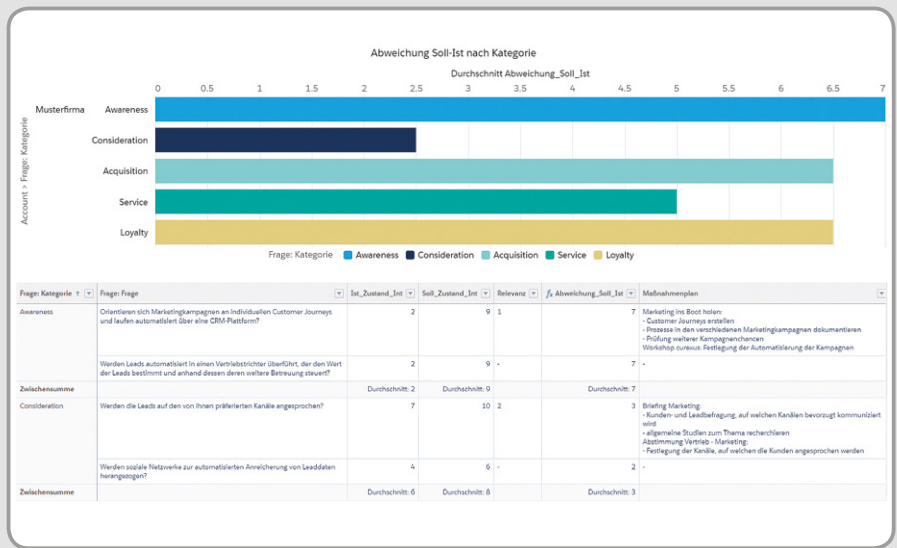 Abweichung Soll-Ist nach Kategorie
Durchschnitt Abweichung_Soll_Ist
0 0.5 1 1.5 2 2.5 3 3.5 4 4.5 5 5.5 6 6.5 7
Account > Frage: Kategorie
Musterfirma Awareness
Consideration
Acquisition
Service
Loyalty
Frage: Kategorie Awareness Consideration Acquisition Service Loyalty
Frage: Kategorie ↑ Frage: Frage Ist_Zustand_Int Soll_Zustand_Int Relevanz fx Abweichung_Soll_Ist Maßnahmenplan
Awareness Orientieren sich Marketingkampagnen an individuellen Customer Journeys 2 9 1 7 Marketing ins Boot holen:
und laufen automatisiert über eine CRM-Plattform? - Customer Journeys erstellen
- Prozesse in den verschiedenen Marketingkampagnen dokumentieren
- Prüfung weiterer Kampagnenchancen
Workshop curexus: Festlegung der Automatisierung der Kampagnen
Werden Leads automatisiert in einen Vertriebstrichter überführt, der den Wert 2 9 - 7 -
der Leads bestimmt und anhand dessen deren weitere Betreuung steuert?
Zwischensumme Durchschnitt: 2 Durchschnitt: 9 Durchschnitt: 7
Consideration Werden die Leads auf den von ihnen präferierten Kanäle angesprochen? 7 10 2 3 Briefing Marketing:
- Kunden- und Leadbefragung, auf welchen Kanälen bevorzugt kommuniziert
wird
- allgemeine Studien zum Thema recherchieren
Abstimmung Vertrieb - Marketing:
- Festlegung der Kanäle, auf welchen die Kunden angesprochen werden
Werden soziale Netzwerke zur automatisierten Anreicherung von Leaddaten 4 6 - 2 -
herangezogen?
Zwischensumme Durchschnitt: 6 Durchschnitt: 8 Durchschnitt: 3